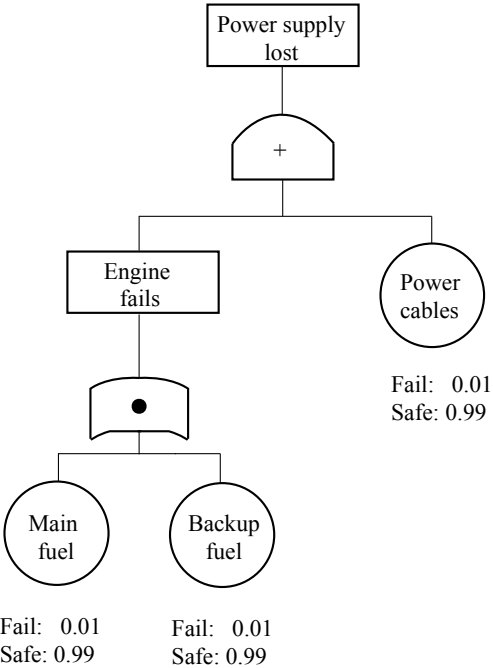 Power supply
lost
+
Engine
fails
Power
cables
Fail: 0.01
Safe: 0.99
Main
fuel
Backup
fuel
Fail: 0.01
Safe: 0.99
Fail: 0.01
Safe: 0.99